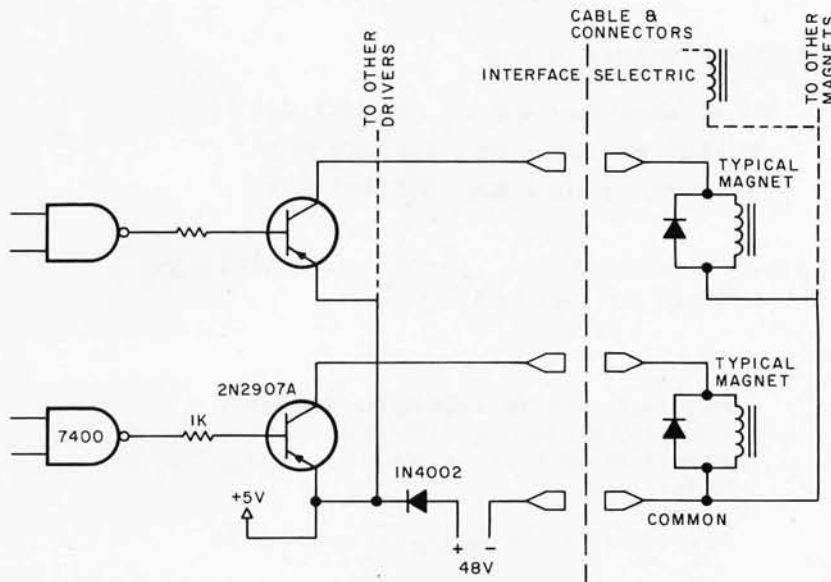 CABLE &
CONNECTORS
INTERFACE SELECTRIC
TO OTHER
DRIVERS
TO OTHER
MAGNETS
TYPICAL
MAGNET
2N2907A
TYPICAL
MAGNET
7400
1K
+5V
1N4002
COMMON
+ -
48V